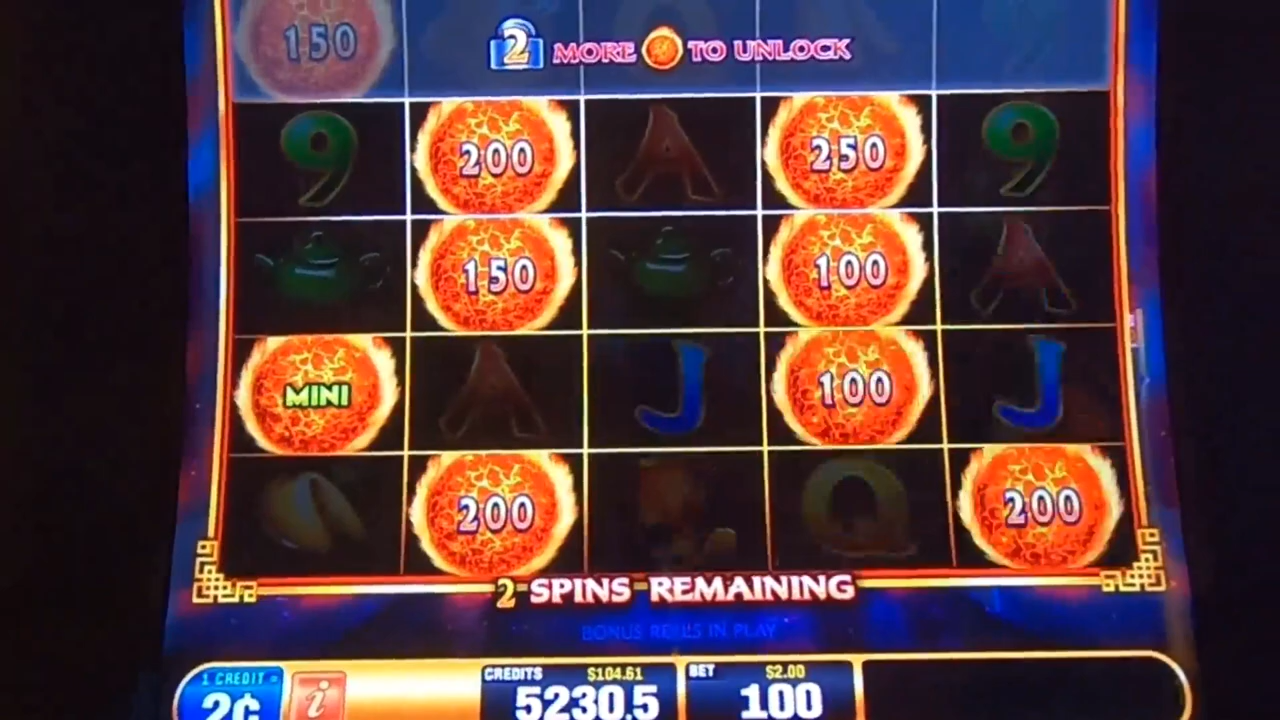 150
2 MORE TO UNLOCK
9 200 A 250 9
150 100 A
MINI A J 100 J
200 Q 200
2 SPINS REMAINING
BONUS REELS IN PLAY
1 CREDIT = CREDITS $104.61 BET $2.00
2¢ i 5230.5 100